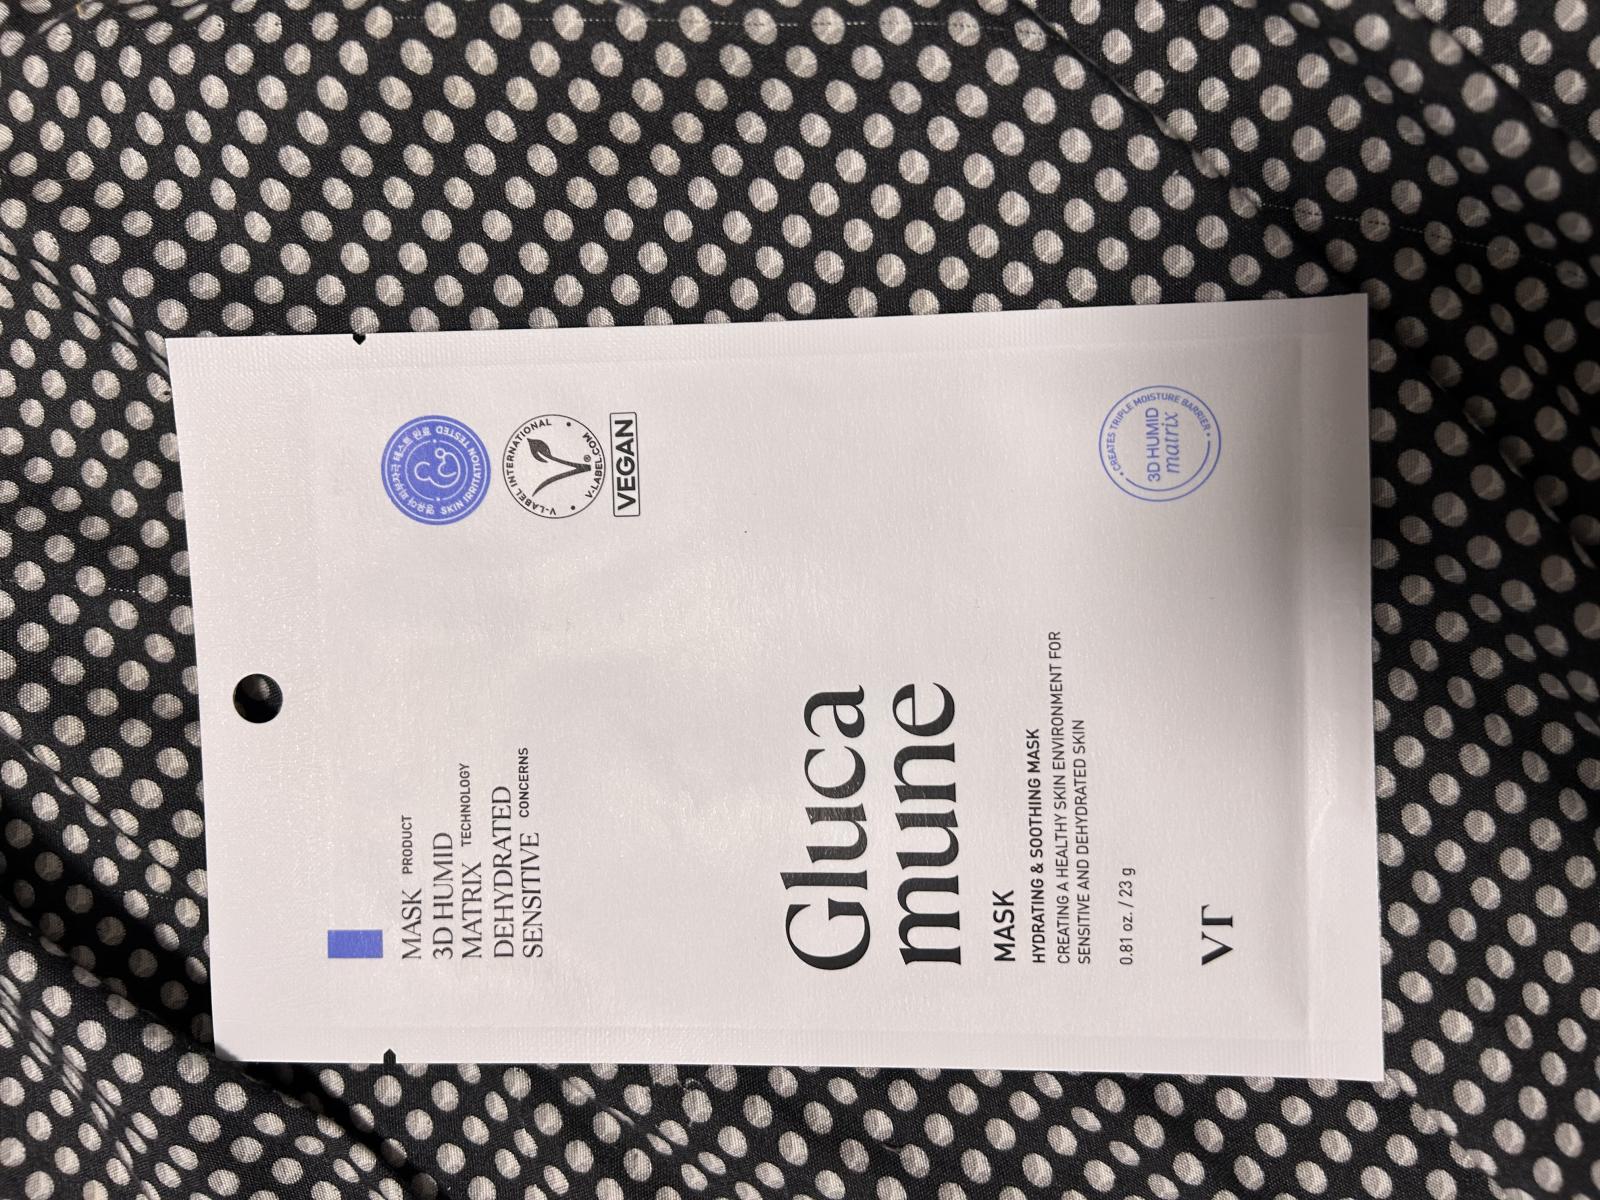 MASK PRODUCT
3D HUMID
MATRIX TECHNOLOGY
DEHYDRATED
SENSITIVE CONCERNS
SKIN IRRITATION TESTED
V-LABEL INTERNATIONAL
V-LABEL.COM
VEGAN
Gluca
mune
MASK
HYDRATING & SOOTHING MASK
CREATING A HEALTHY SKIN ENVIRONMENT FOR
SENSITIVE AND DEHYDRATED SKIN
0.81 oz. / 23 g
VT
CREATES TRIPLE MOISTURE BARRIER
3D HUMID
matrix